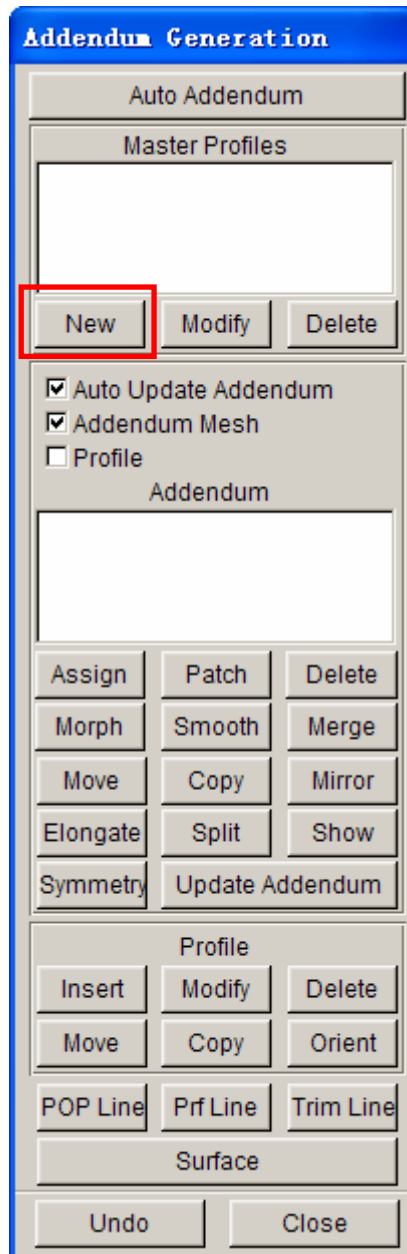 Addendum Generation
Auto Addendum
Master Profiles
New Modify Delete
Auto Update Addendum
Addendum Mesh
Profile
Addendum
Assign Patch Delete
Morph Smooth Merge
Move Copy Mirror
Elongate Split Show
Symmetry Update Addendum
Profile
Insert Modify Delete
Move Copy Orient
POP Line Prf Line Trim Line
Surface
Undo Close